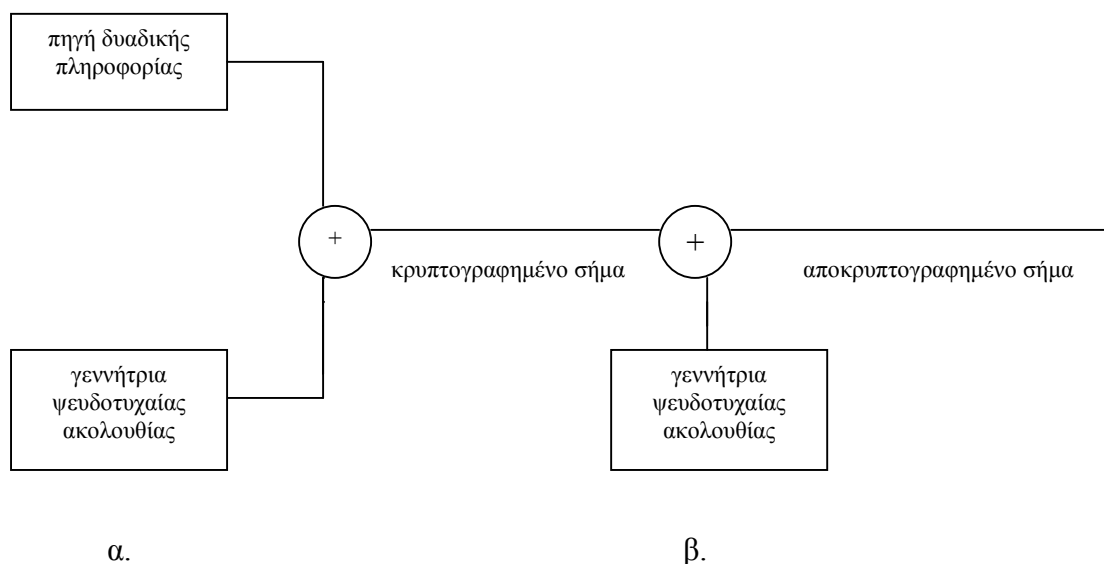 πηγή δυαδικής
πληροφορίας
+
+
κρυπτογραφημένο σήμα
αποκρυπτογραφημένο σήμα
γεννήτρια
ψευδοτυχαίας
ακολουθίας
γεννήτρια
ψευδοτυχαίας
ακολουθίας
α.
β.